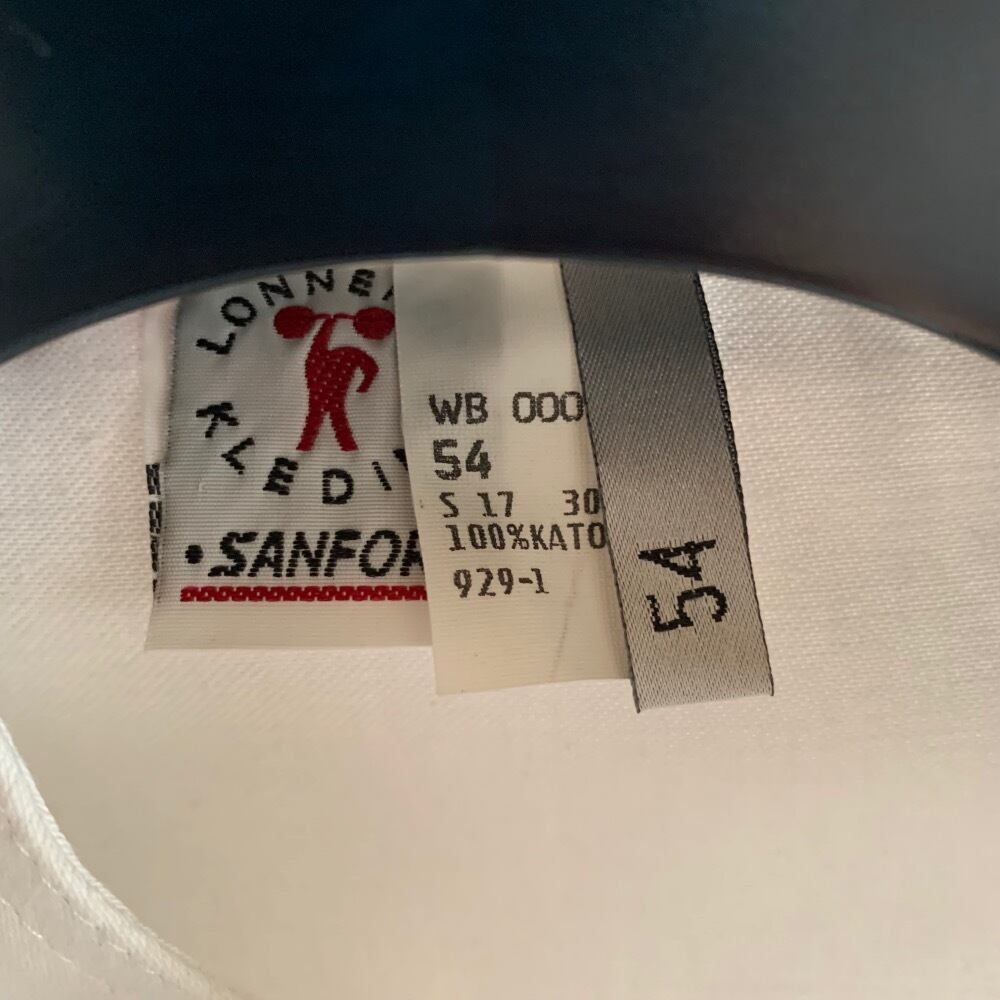 LONNE
KLEDI
• SANFOR
WB 000
54
S 17 30
100%KATO
929-1
54